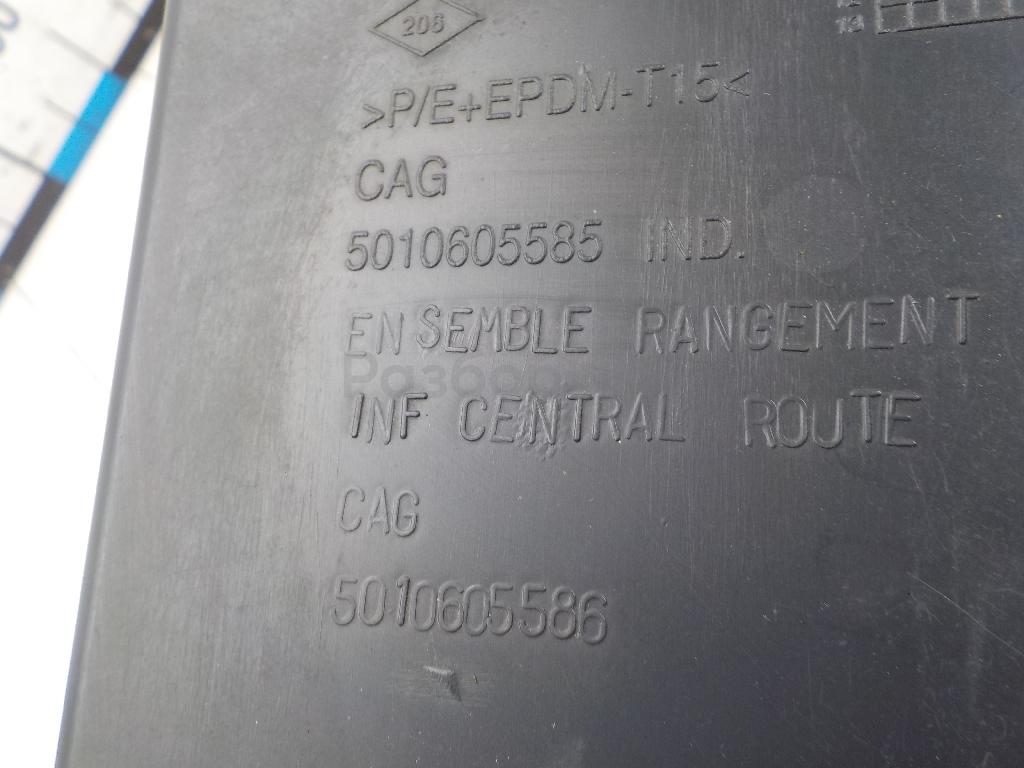 206
>P/E+EPDM-T15<
CAG
5010605585 IND.
ENSEMBLE RANGEMENT
INF CENTRAL ROUTE
CAG
5010605586